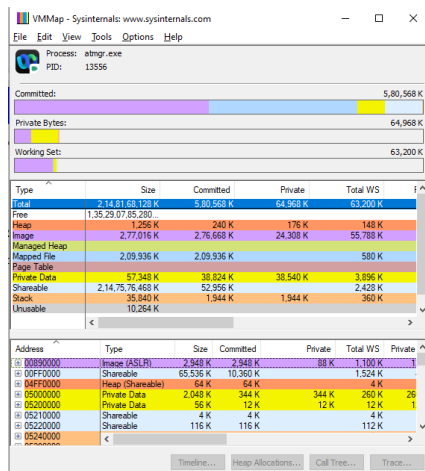 VMMap - Sysinternals: www.sysinternals.com
File Edit View Tools Options Help
Process: atmgr.exe
PID: 13556
Committed: 5,80,568 K
Private Bytes: 64,968 K
Working Set: 63,200 K
Type Size Committed Private Total WS
Total 2,14,81,68,128 K 5,80,568 K 64,968 K 63,200 K
Free 1,35,29,07,85,280...
Heap 1,256 K 240 K 176 K 148 K
Image 2,77,016 K 2,76,668 K 24,308 K 55,788 K
Managed Heap
Mapped File 2,09,936 K 2,09,936 K 580 K
Page Table
Private Data 57,348 K 38,824 K 38,540 K 3,896 K
Shareable 2,14,75,76,468 K 52,956 K 2,428 K
Stack 35,840 K 1,944 K 1,944 K 360 K
Unusable 10,264 K
Address Type Size Committed Private Total WS Private
00890000 Image (ASLR) 2,948 K 2,948 K 88 K 1,100 K
00FF0000 Shareable 65,536 K 10,360 K 1,524 K
04FF0000 Heap (Shareable) 64 K 64 K 4 K
05000000 Private Data 2,048 K 344 K 344 K 260 K 26
05200000 Private Data 56 K 12 K 12 K 12 K
05210000 Shareable 4 K 4 K 4 K
05220000 Shareable 116 K 116 K 112 K
05240000
Timeline... Heap Allocations... Call Tree... Trace...